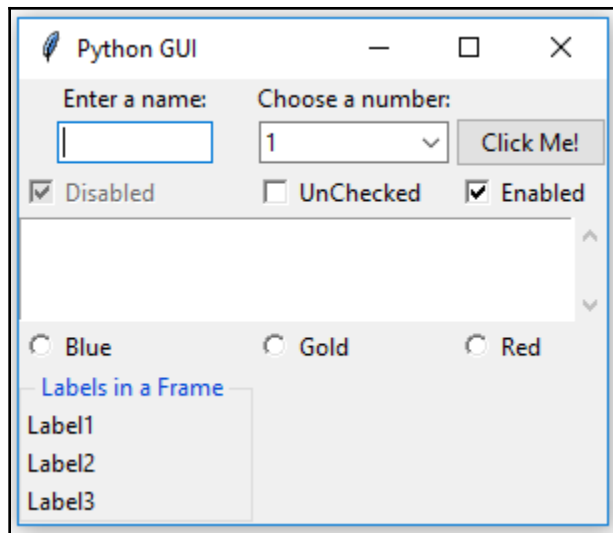 Python GUI
Enter a name: Choose a number:
1 Click Me!
Disabled UnChecked Enabled
Blue Gold Red
Labels in a Frame
Label1
Label2
Label3